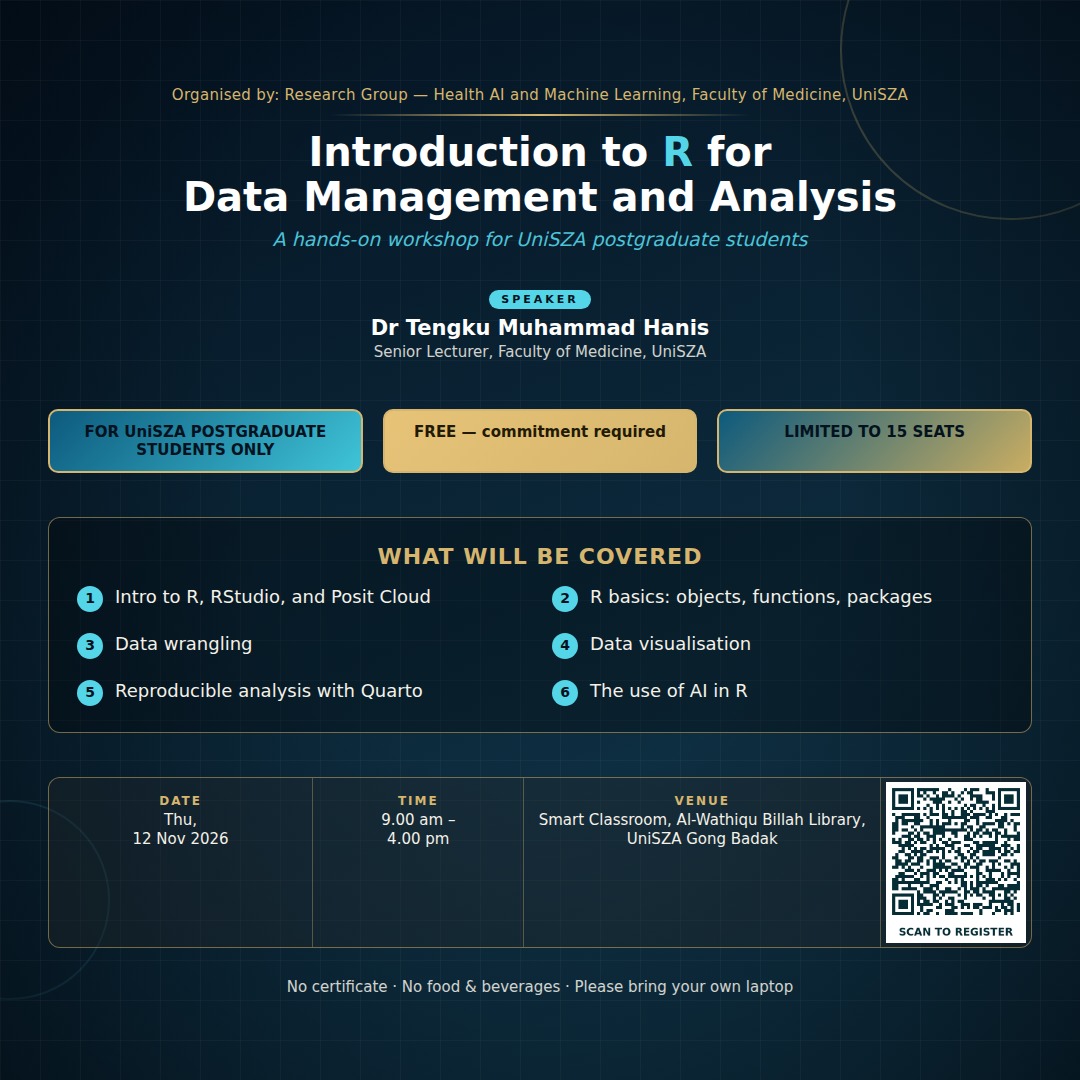 Organised by: Research Group — Health AI and Machine Learning, Faculty of Medicine, UniSZA
Introduction to R for
Data Management and Analysis
A hands-on workshop for UniSZA postgraduate students
SPEAKER
Dr Tengku Muhammad Hanis
Senior Lecturer, Faculty of Medicine, UniSZA
FOR UniSZA POSTGRADUATE
STUDENTS ONLY
FREE — commitment required
LIMITED TO 15 SEATS
WHAT WILL BE COVERED
1 Intro to R, RStudio, and Posit Cloud
2 R basics: objects, functions, packages
3 Data wrangling
4 Data visualisation
5 Reproducible analysis with Quarto
6 The use of AI in R
DATE
Thu,
12 Nov 2026
TIME
9.00 am –
4.00 pm
VENUE
Smart Classroom, Al-Wathiqu Billah Library,
UniSZA Gong Badak
SCAN TO REGISTER
No certificate · No food & beverages · Please bring your own laptop